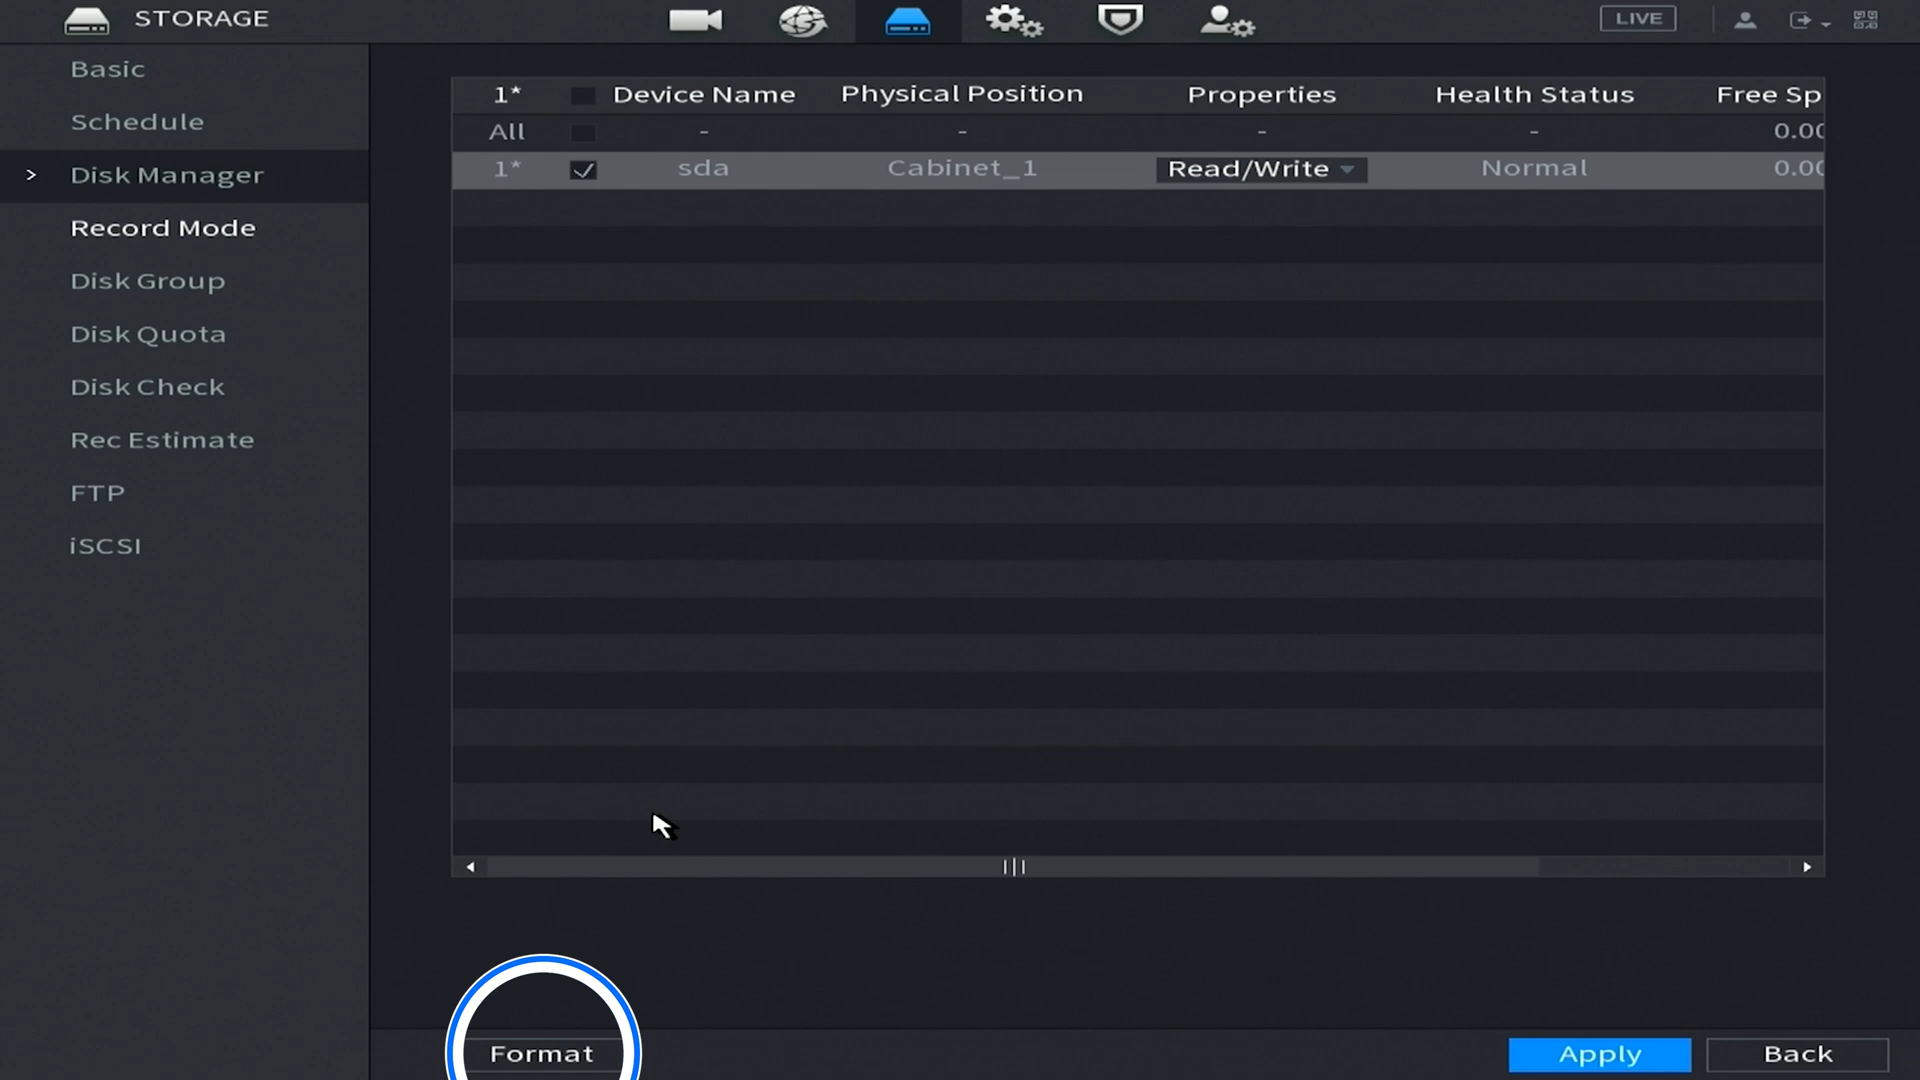 STORAGE
LIVE
Basic
Schedule
> Disk Manager
Record Mode
Disk Group
Disk Quota
Disk Check
Rec Estimate
FTP
iSCSI
1* Device Name Physical Position Properties Health Status Free Sp
All - - - - 0.00
1* sda Cabinet_1 Read/Write Normal 0.00
Format
Apply
Back